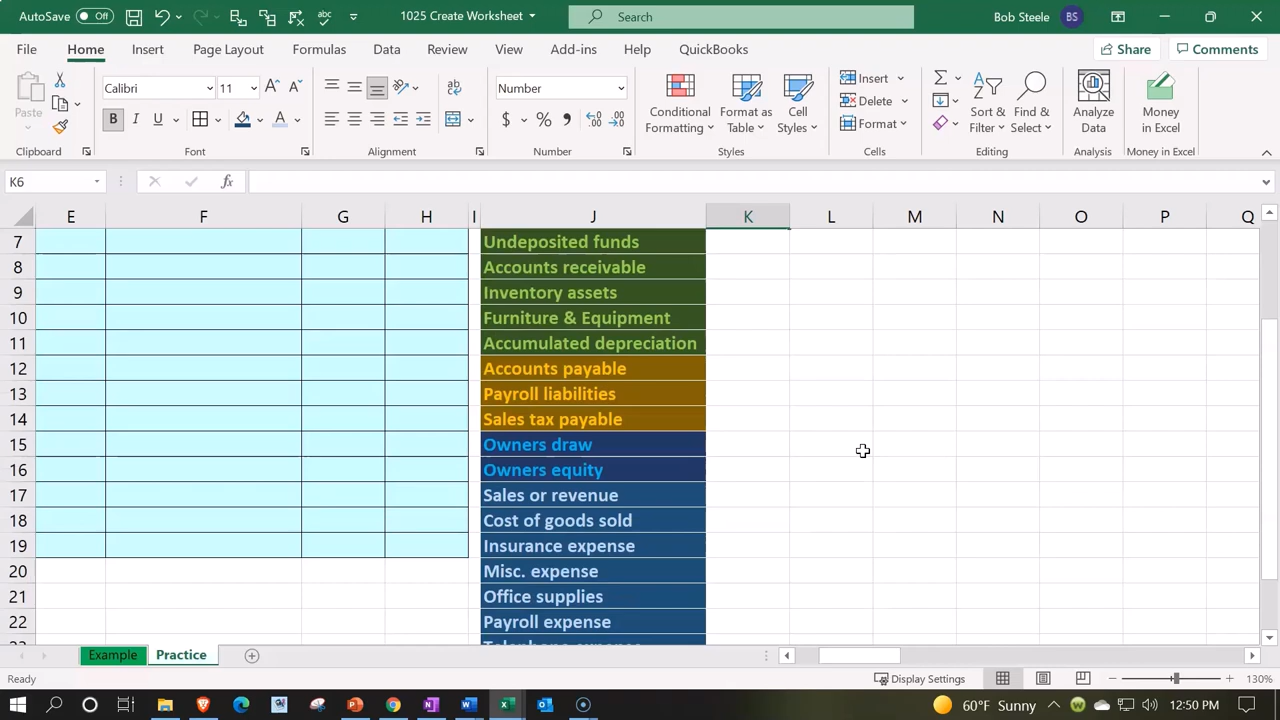 AutoSave Off 1025 Create Worksheet Search Bob Steele BS
File Home Insert Page Layout Formulas Data Review View Add-ins Help QuickBooks Share Comments
Paste Calibri 11 Number Conditional Formatting Format as Table Cell Styles Insert Delete Format Sort & Filter Find & Select Analyze Data Money in Excel
B I U A $ %
Clipboard Font Alignment Number Styles Cells Editing Analysis Money in Excel
K6 fx
E F G H I J K L M N O P Q
7 Undeposited funds
8 Accounts receivable
9 Inventory assets
10 Furniture & Equipment
11 Accumulated depreciation
12 Accounts payable
13 Payroll liabilities
14 Sales tax payable
15 Owners draw
16 Owners equity
17 Sales or revenue
18 Cost of goods sold
19 Insurance expense
20 Misc. expense
21 Office supplies
22 Payroll expense
Example Practice
Ready Display Settings 130%
60°F Sunny 12:50 PM